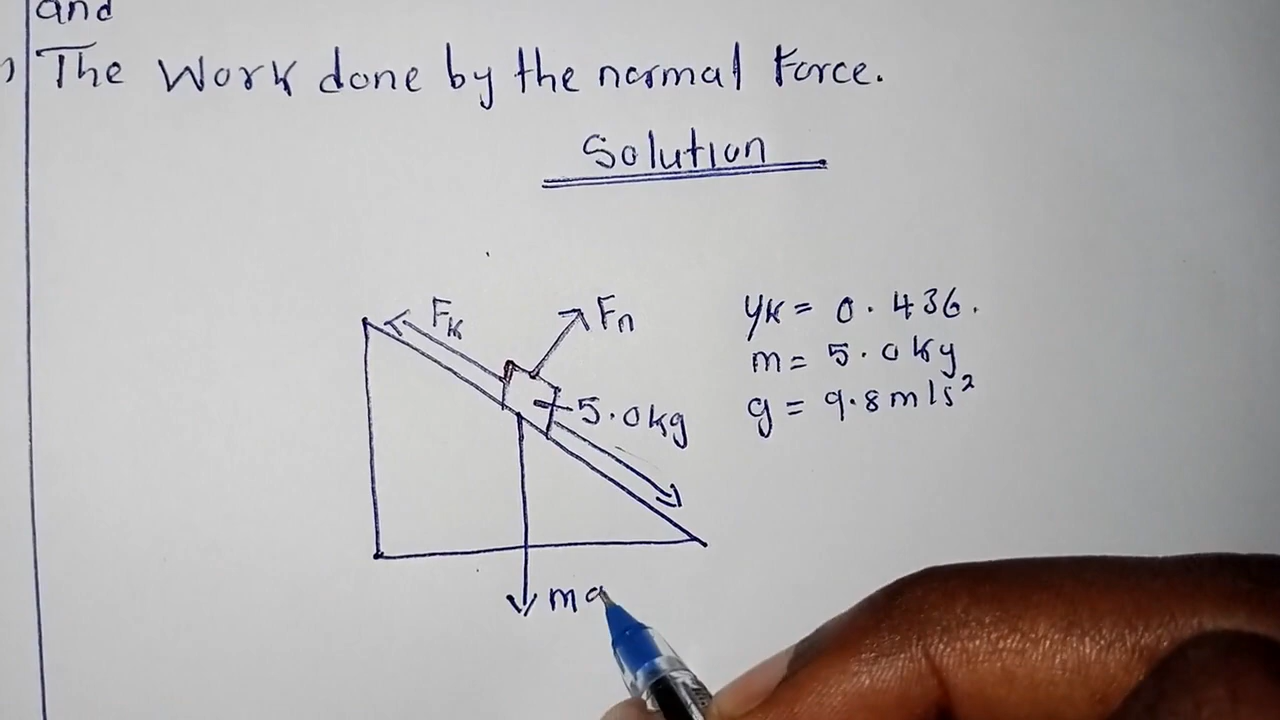 and
) The Work done by the normal Force.
Solution
Fk
Fn
μk = 0.436.
m = 5.0kg
5.0kg
g = 9.8m/s²
mg